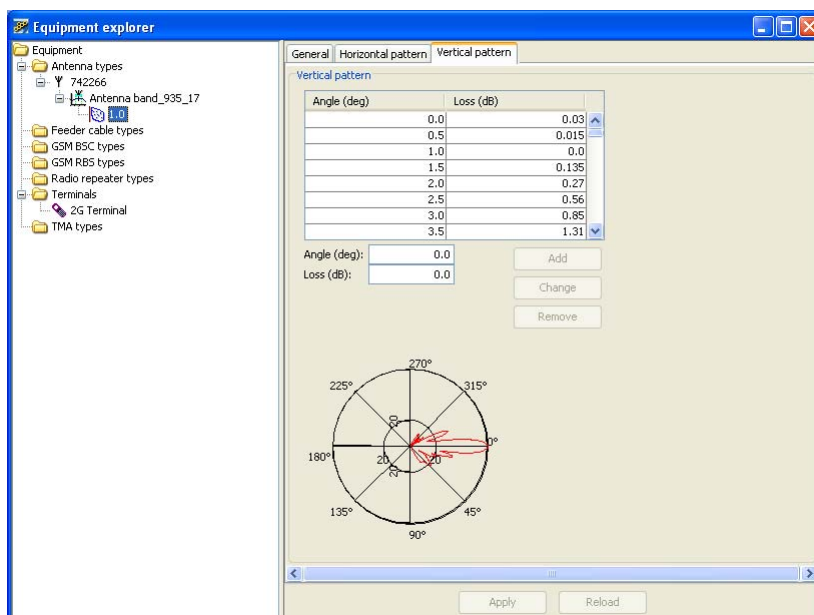 Equipment explorer
Equipment
Antenna types
742266
Antenna band_935_17
1.0
Feeder cable types
GSM BSC types
GSM RBS types
Radio repeater types
Terminals
2G Terminal
TMA types
General Horizontal pattern Vertical pattern
Vertical pattern
Angle (deg) Loss (dB)
0.0 0.03
0.5 0.015
1.0 0.0
1.5 0.135
2.0 0.27
2.5 0.56
3.0 0.85
3.5 1.31
Angle (deg): 0.0
Loss (dB): 0.0
Add
Change
Remove
270°
225° 315°
20
180° 20 20 0°
20
135° 45°
90°
Apply Reload